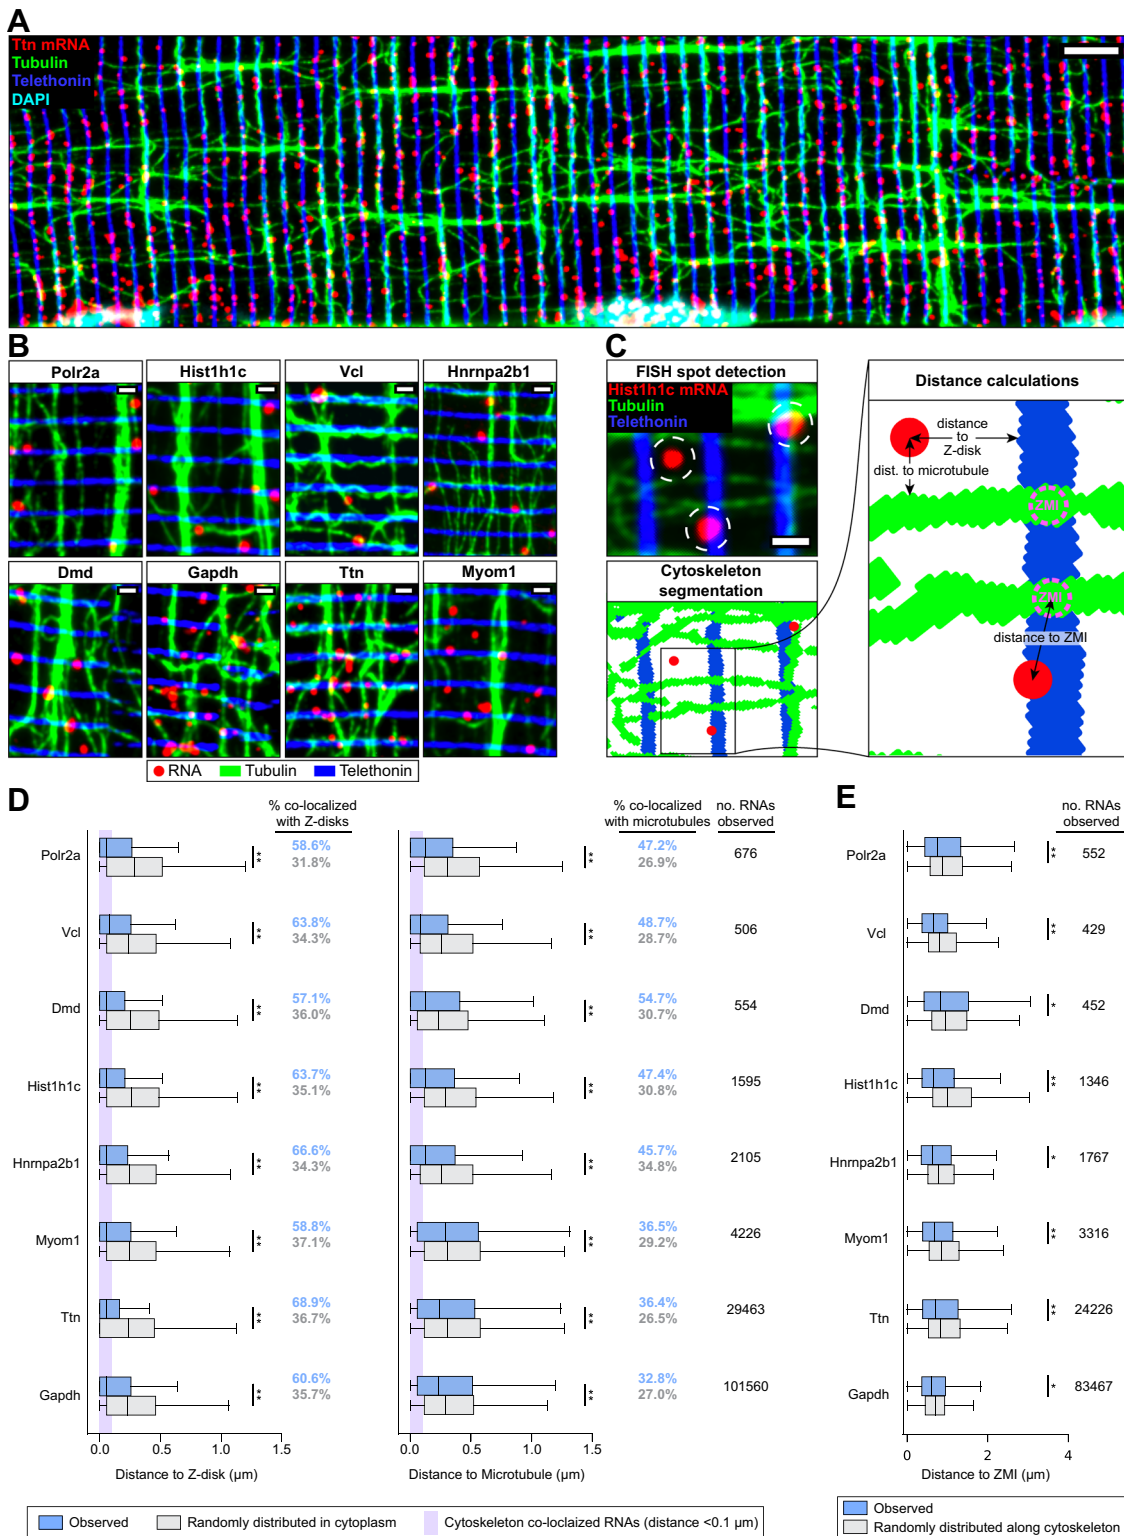 A
Ttn mRNA
Tubulin
Telethonin
DAPI
B
Polr2a
Hist1h1c
Vcl
Hnrnpa2b1
Dmd
Gapdh
Ttn
Myom1
RNA
Tubulin
Telethonin
C
FISH spot detection
Hist1h1c mRNA
Tubulin
Telethonin
Cytoskeleton
segmentation
Distance calculations
distance
to
Z-disk
dist. to microtubule
ZMI
ZMI
distance to ZMI
D
% co-localized
with Z-disks
% co-localized
with microtubules
no. RNAs
observed
Polr2a
**
58.6%
31.8%
**
47.2%
26.9%
676
Vcl
**
63.8%
34.3%
**
48.7%
28.7%
506
Dmd
**
57.1%
36.0%
**
54.7%
30.7%
554
Hist1h1c
**
63.7%
35.1%
**
47.4%
30.8%
1595
Hnrnpa2b1
**
66.6%
34.3%
**
45.7%
34.8%
2105
Myom1
**
58.8%
37.1%
**
36.5%
29.2%
4226
Ttn
**
68.9%
36.7%
**
36.4%
26.5%
29463
Gapdh
**
60.6%
35.7%
**
32.8%
27.0%
101560
0.0 0.5 1.0 1.5
Distance to Z-disk (µm)
0.0 0.5 1.0 1.5
Distance to Microtubule (µm)
Observed
Randomly distributed in cytoplasm
Cytoskeleton co-loclaized RNAs (distance <0.1 µm)
E
no. RNAs
observed
Polr2a
**
552
Vcl
**
429
Dmd
*
452
Hist1h1c
**
1346
Hnrnpa2b1
*
1767
Myom1
**
3316
Ttn
**
24226
Gapdh
*
83467
0 2 4
Distance to ZMI (µm)
Observed
Randomly distributed along cytoskeleton